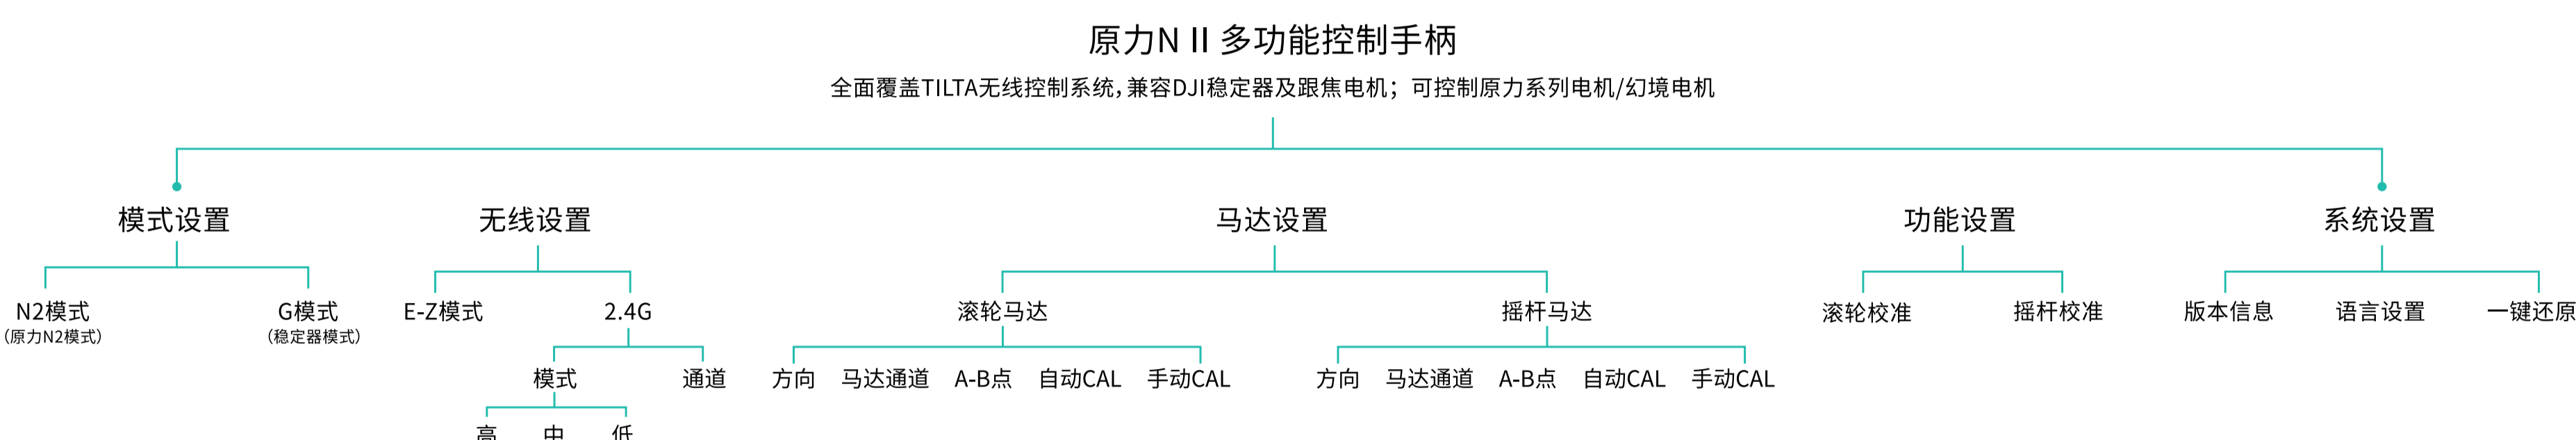 原力N II 多功能控制手柄
全面覆盖TILTA无线控制系统，兼容DJI稳定器及跟焦电机；可控制原力系列电机/幻境电机
模式设置 无线设置 马达设置 功能设置 系统设置
N2模式 G模式 E-Z模式 2.4G 滚轮马达 摇杆马达 滚轮校准 摇杆校准 版本信息 语言设置 一键还原
（原力N2模式） （稳定器模式）
模式 通道 方向 马达通道 A-B点 自动CAL 手动CAL 方向 马达通道 A-B点 自动CAL 手动CAL
高 中 低